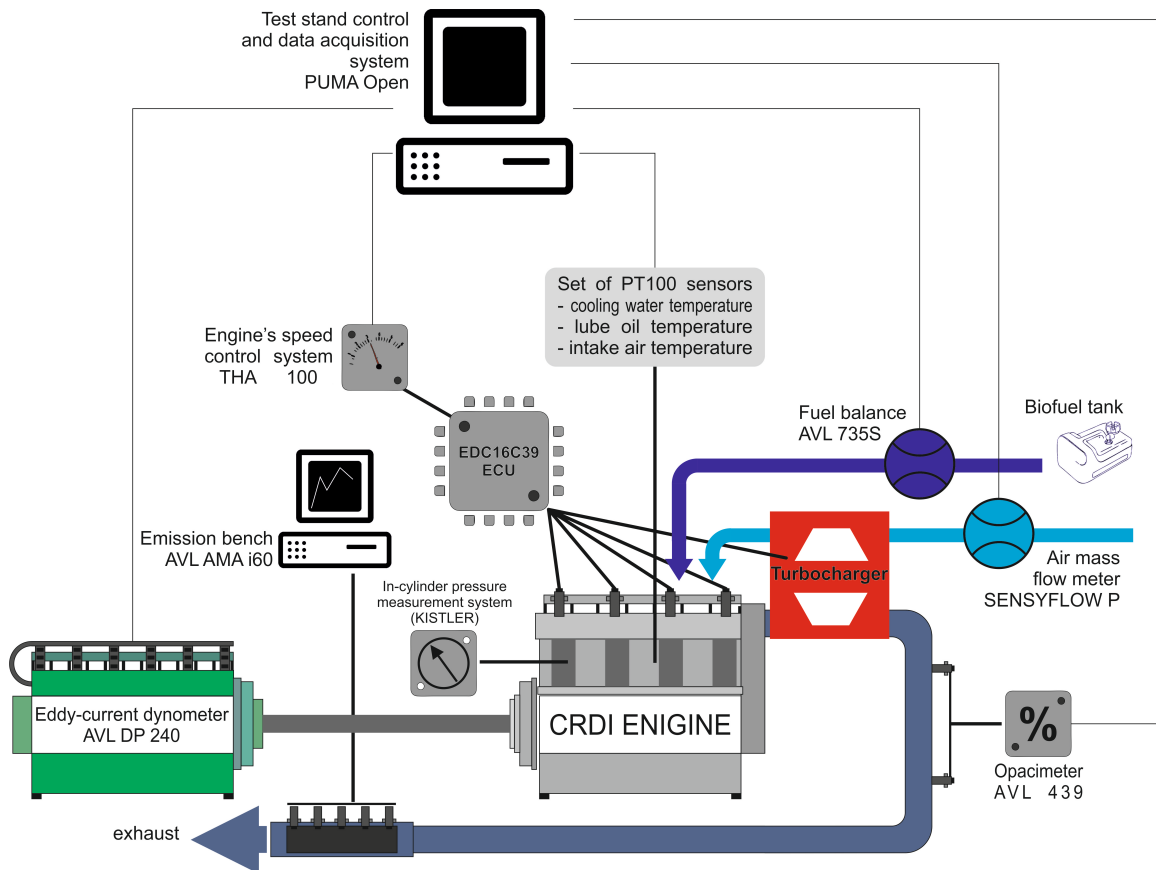 Test stand control
and data acquisition
system
PUMA Open
Set of PT100 sensors
- cooling water temperature
- lube oil temperature
- intake air temperature
Engine's speed
control system
THA 100
EDC16C39
ECU
Fuel balance
AVL 735S
Biofuel tank
Emission bench
AVL AMA i60
Turbocharger
Air mass
flow meter
SENSYFLOW P
In-cylinder pressure
measurement system
(KISTLER)
Eddy-current dynometer
AVL DP 240
CRDI ENIGINE
%
Opacimeter
AVL 439
exhaust